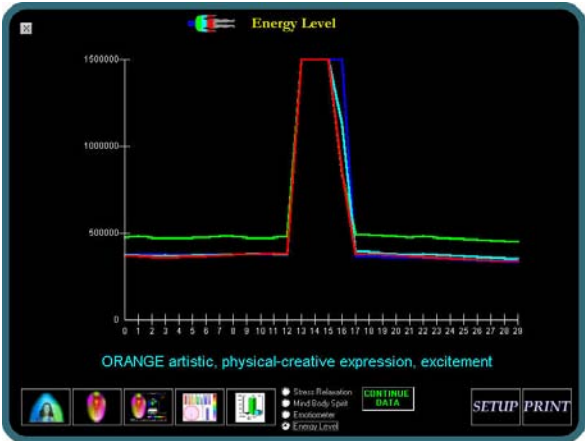 Energy Level
1500000
1000000
500000
0
0 1 2 3 4 5 6 7 8 9 10 11 12 13 14 15 16 17 18 19 20 21 22 23 24 25 26 27 28 29
ORANGE artistic, physical-creative expression, excitement
Stress Relaxation
Mind Body Spirit
Emotiometer
Energy Level
CONTINUE
DATA
SETUP PRINT